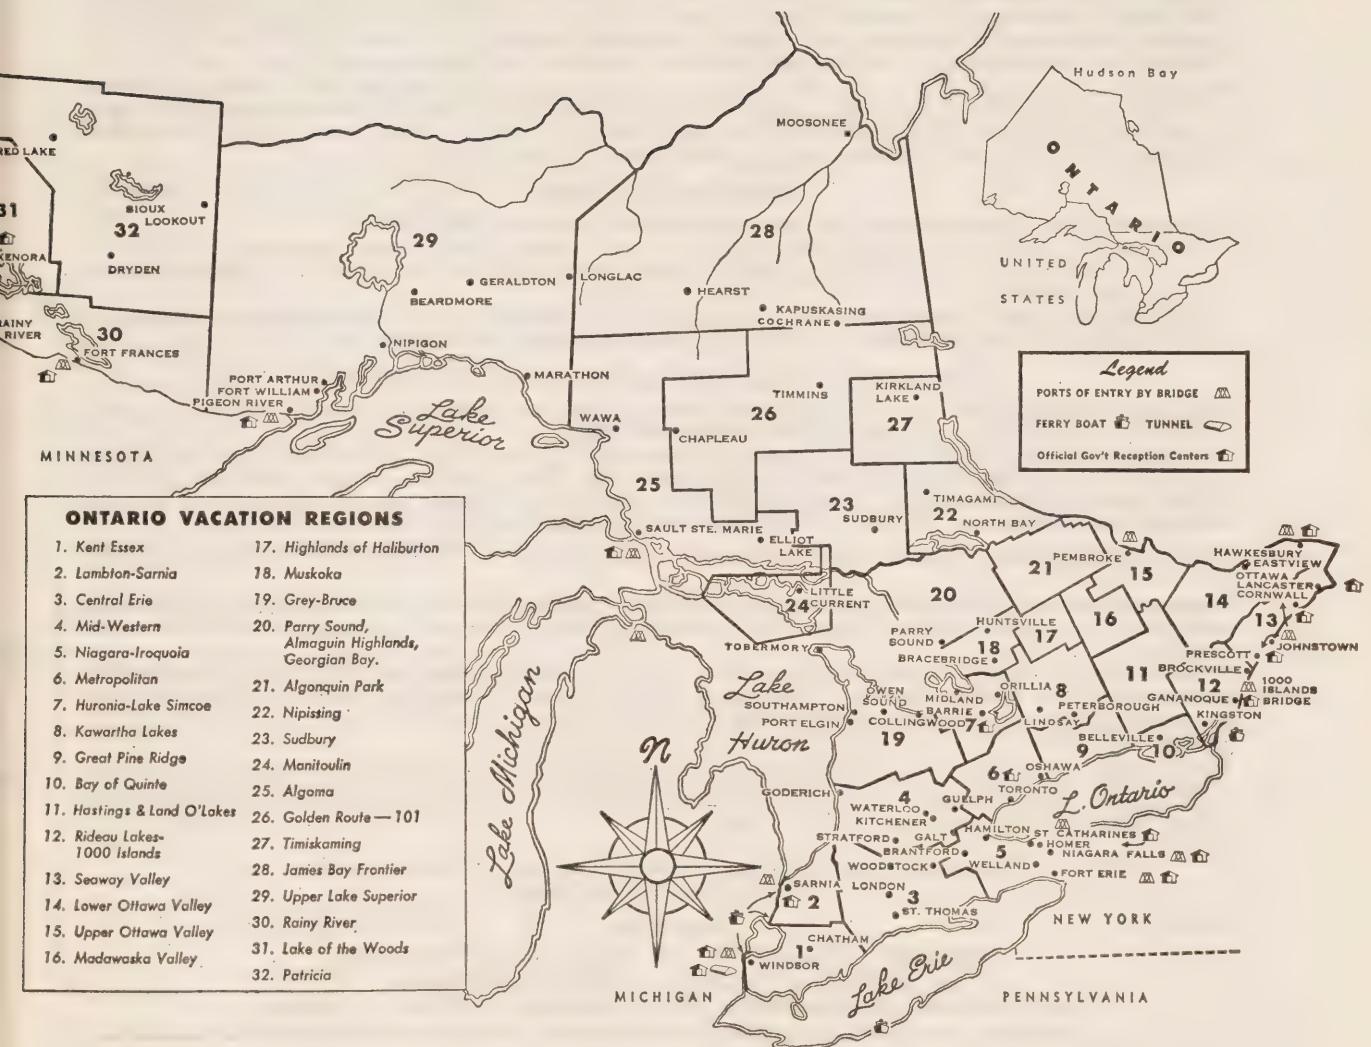 Hudson Bay
ONTARIO
UNITED
STATES
MOOSONEE
RED LAKE
SIOUX
LOOKOUT
31
32
KENORA
DRYDEN
29
28
GERALDTON
LONGLAC
BEARDMORE
HEARST
KAPUSKASING
COCHRANE
RAINY
RIVER
30
FORT FRANCES
NIPIGON
PORT ARTHUR
FORT WILLIAM
PIGEON RIVER
MARATHON
Lake
Superior
WAWA
TIMMINS
26
KIRKLAND
LAKE
27
CHAPLEAU
MINNESOTA
Legend
PORTS OF ENTRY BY BRIDGE
FERRY BOAT TUNNEL
Official Gov't Reception Centers
25
23
SUDBURY
TIMAGAMI
22
NORTH BAY
SAULT STE. MARIE
ELLIOT
LAKE
24
LITTLE
CURRENT
TOBERMORY
20
21
PEMBROKE
15
HAWKESBURY
EASTVIEW
OTTAWA
LANCASTER
CORNWALL
14
13
JOHNSTOWN
PRESCOTT
BROCKVILLE
12
1000
ISLANDS
BRIDGE
GANANOQUE
KINGSTON
16
11
HUNTSVILLE
17
PARRY
SOUND
18
BRACEBRIDGE
Lake
Huron
SOUTHAMPTON
PORT ELGIN
OWEN
SOUND
MIDLAND
BARRIE
COLLINGWOOD
7
ORILLIA
8
LINDSAY
PETERBOROUGH
19
9
BELLEVILLE
10
6
OSHAWA
TORONTO
L. Ontario
GODERICH
4
WATERLOO
KITCHENER
GUELPH
STRATFORD
GALT
HAMILTON
ST CATHARINES
HOMER
BRANTFORD
5
NIAGARA FALLS
WOODSTOCK
WELLAND
FORT ERIE
SARNIA
2
LONDON
3
ST. THOMAS
NEW YORK
CHATHAM
1
WINDSOR
Lake Erie
MICHIGAN
PENNSYLVANIA
Lake Michigan
N
ONTARIO VACATION REGIONS
1. Kent Essex
2. Lambton-Sarnia
3. Central Erie
4. Mid-Western
5. Niagara-Iroquoia
6. Metropolitan
7. Huronia-Lake Simcoe
8. Kawartha Lakes
9. Great Pine Ridge
10. Bay of Quinte
11. Hastings & Land O'Lakes
12. Rideau Lakes-
1000 Islands
13. Seaway Valley
14. Lower Ottawa Valley
15. Upper Ottawa Valley
16. Madawaska Valley
17. Highlands of Haliburton
18. Muskoka
19. Grey-Bruce
20. Parry Sound,
Almaguin Highlands,
Georgian Bay.
21. Algonquin Park
22. Nipissing
23. Sudbury
24. Manitoulin
25. Algoma
26. Golden Route—101
27. Timiskaming
28. James Bay Frontier
29. Upper Lake Superior
30. Rainy River
31. Lake of the Woods
32. Patricia